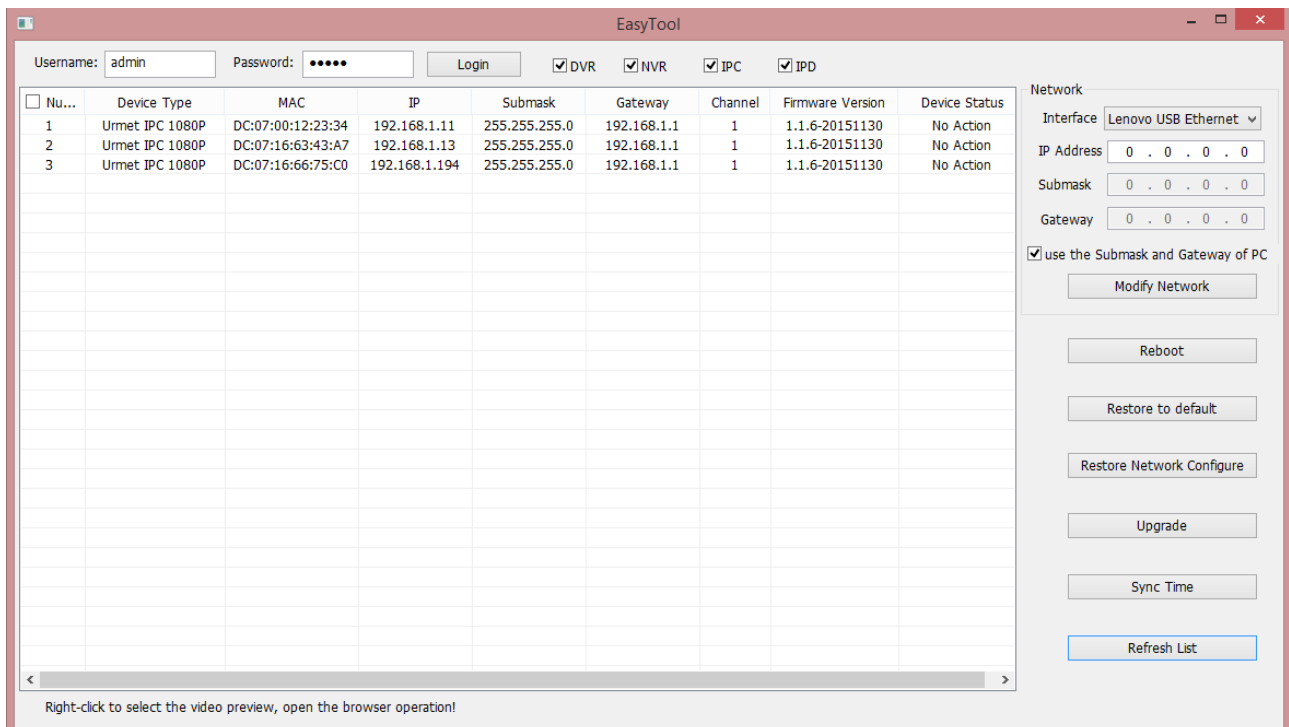 EasyTool
Username: admin Password: ●●●●● Login DVR NVR IPC IPD
Nu... Device Type MAC IP Submask Gateway Channel Firmware Version Device Status
1 Urmet IPC 1080P DC:07:00:12:23:34 192.168.1.11 255.255.255.0 192.168.1.1 1 1.1.6-20151130 No Action
2 Urmet IPC 1080P DC:07:16:63:43:A7 192.168.1.13 255.255.255.0 192.168.1.1 1 1.1.6-20151130 No Action
3 Urmet IPC 1080P DC:07:16:66:75:C0 192.168.1.194 255.255.255.0 192.168.1.1 1 1.1.6-20151130 No Action
Network
Interface Lenovo USB Ethernet
IP Address 0 . 0 . 0 . 0
Submask 0 . 0 . 0 . 0
Gateway 0 . 0 . 0 . 0
use the Submask and Gateway of PC
Modify Network
Reboot
Restore to default
Restore Network Configure
Upgrade
Sync Time
Refresh List
Right-click to select the video preview, open the browser operation!